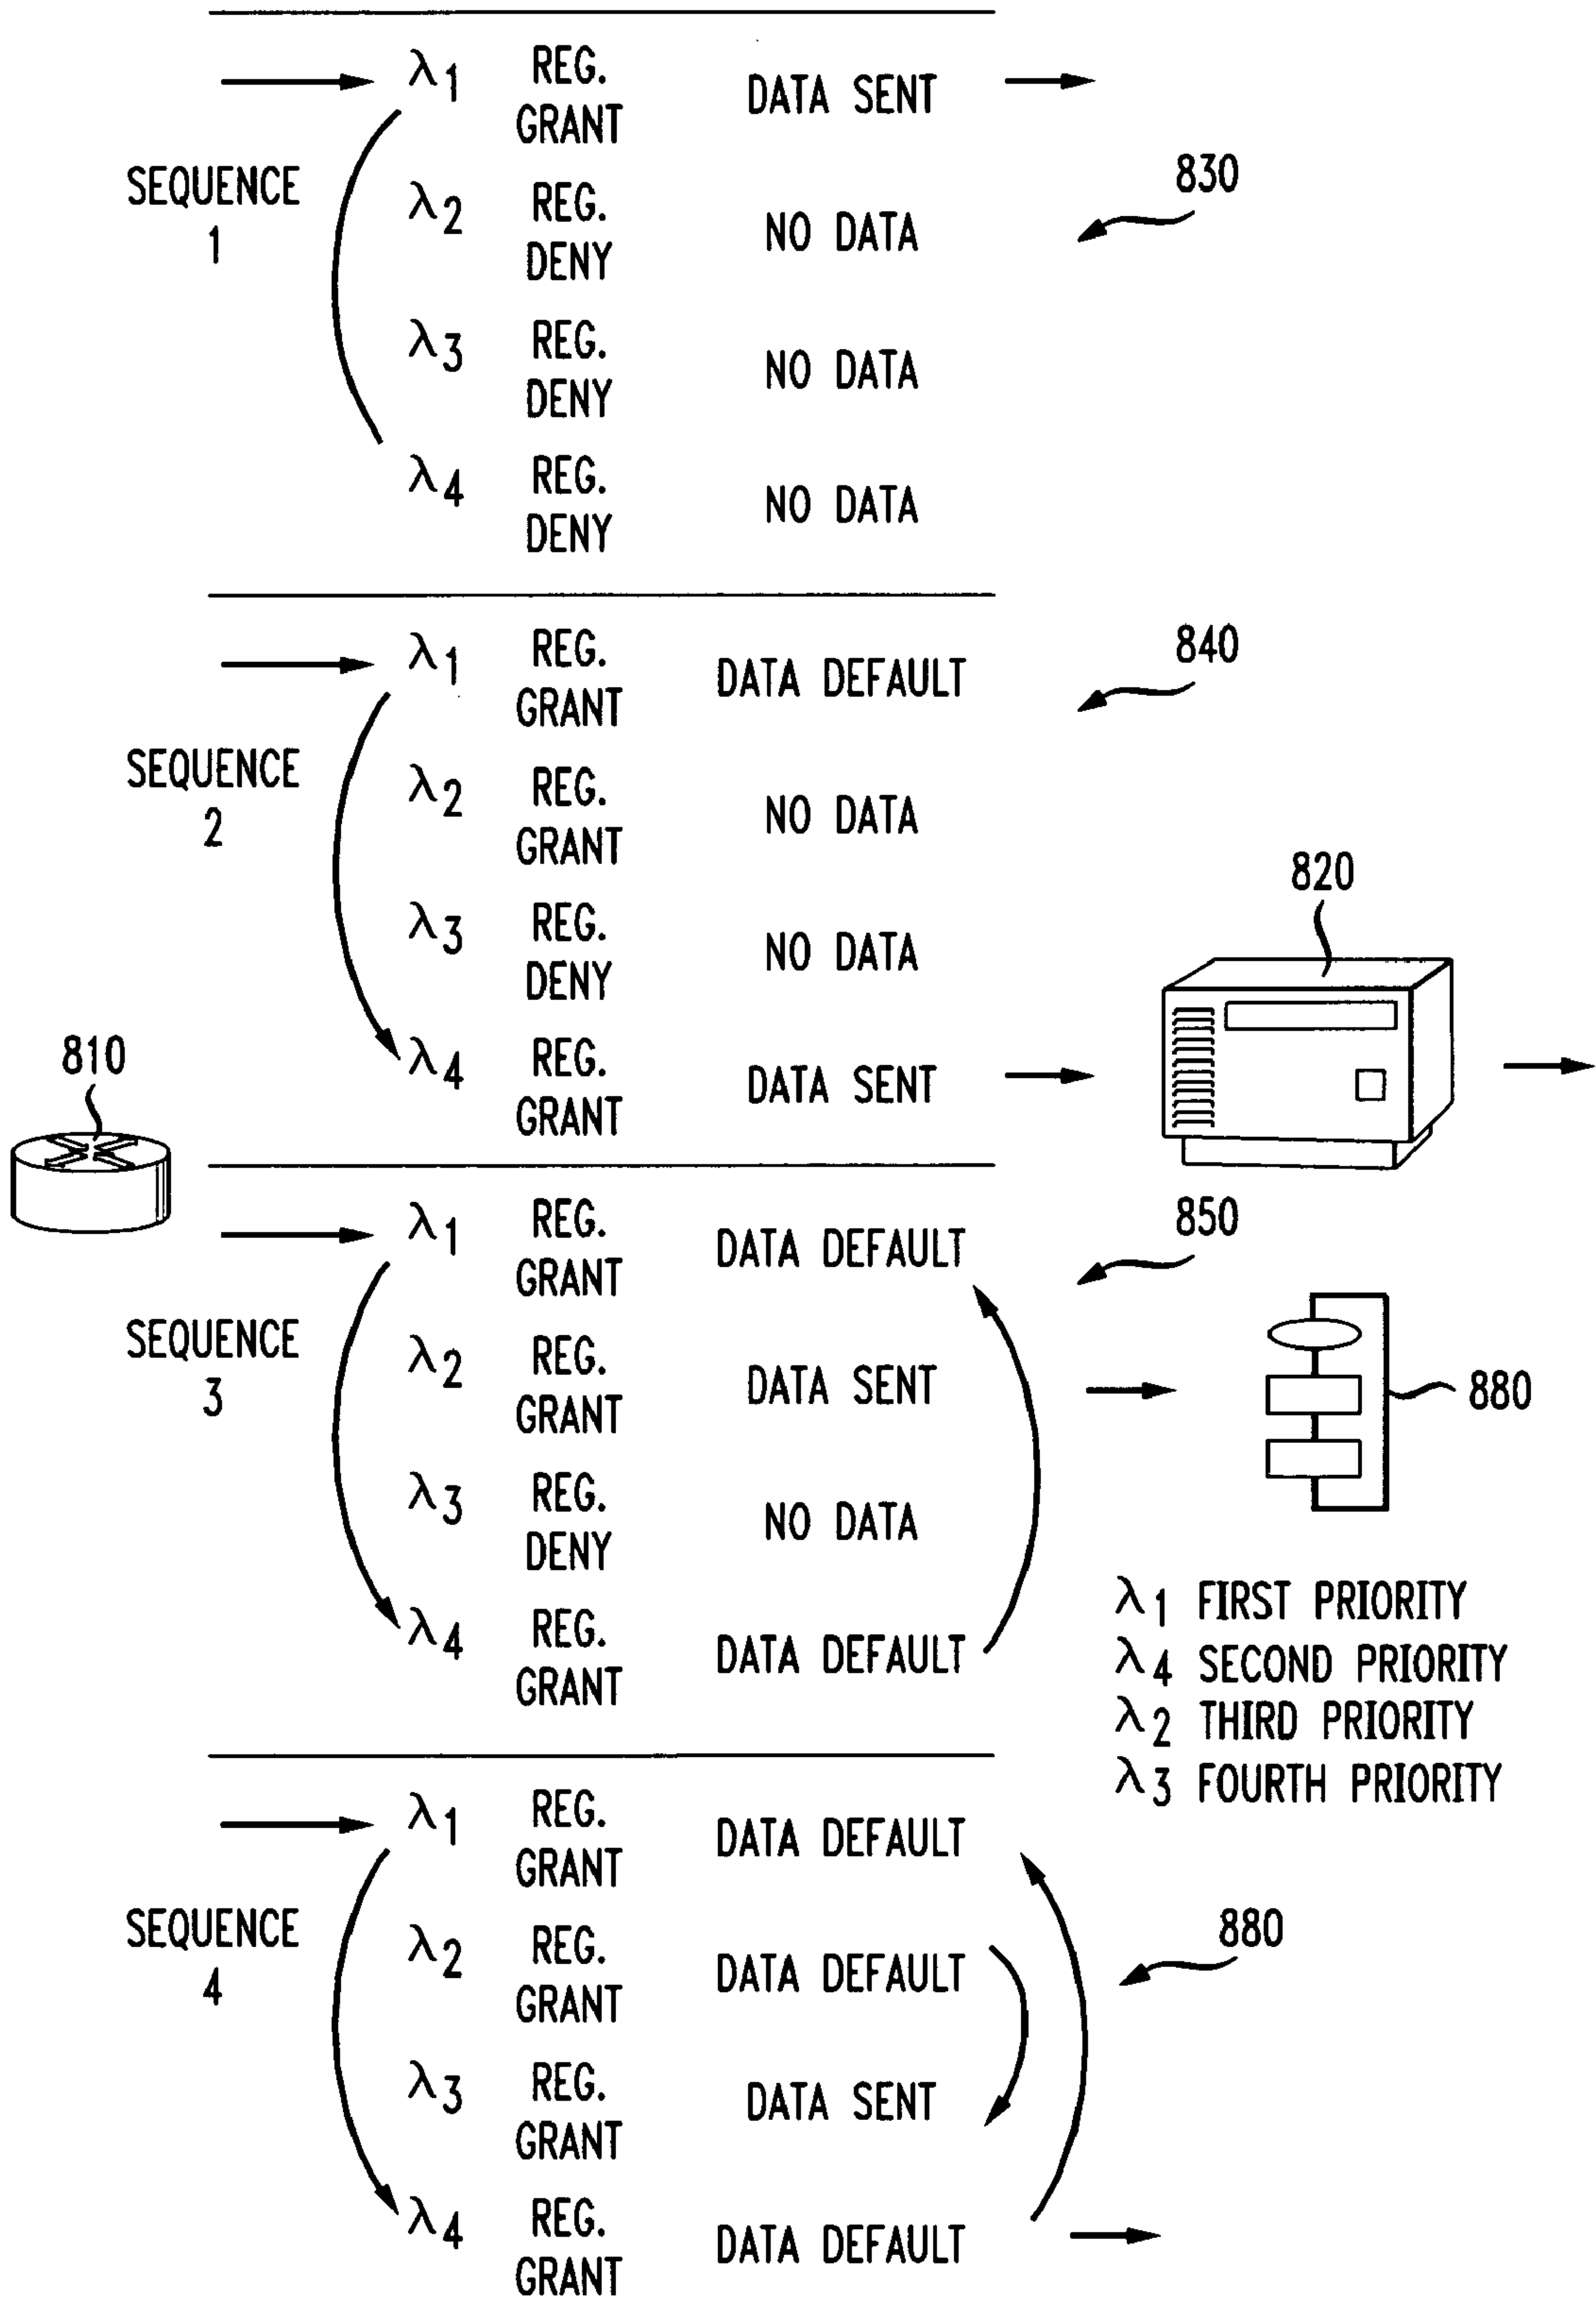 λ1 REG. GRANT DATA SENT
SEQUENCE 1
830
λ2 REG. DENY NO DATA
λ3 REG. DENY NO DATA
λ4 REG. DENY NO DATA
λ1 REG. GRANT DATA DEFAULT
840
SEQUENCE 2
λ2 REG. GRANT NO DATA
820
λ3 REG. DENY NO DATA
810
λ4 REG. GRANT DATA SENT
λ1 REG. GRANT DATA DEFAULT
850
SEQUENCE 3
λ2 REG. GRANT DATA SENT
880
λ3 REG. DENY NO DATA
λ4 REG. GRANT DATA DEFAULT
λ1 FIRST PRIORITY
λ4 SECOND PRIORITY
λ2 THIRD PRIORITY
λ3 FOURTH PRIORITY
λ1 REG. GRANT DATA DEFAULT
SEQUENCE 4
880
λ2 REG. GRANT DATA DEFAULT
λ3 REG. GRANT DATA SENT
λ4 REG. GRANT DATA DEFAULT